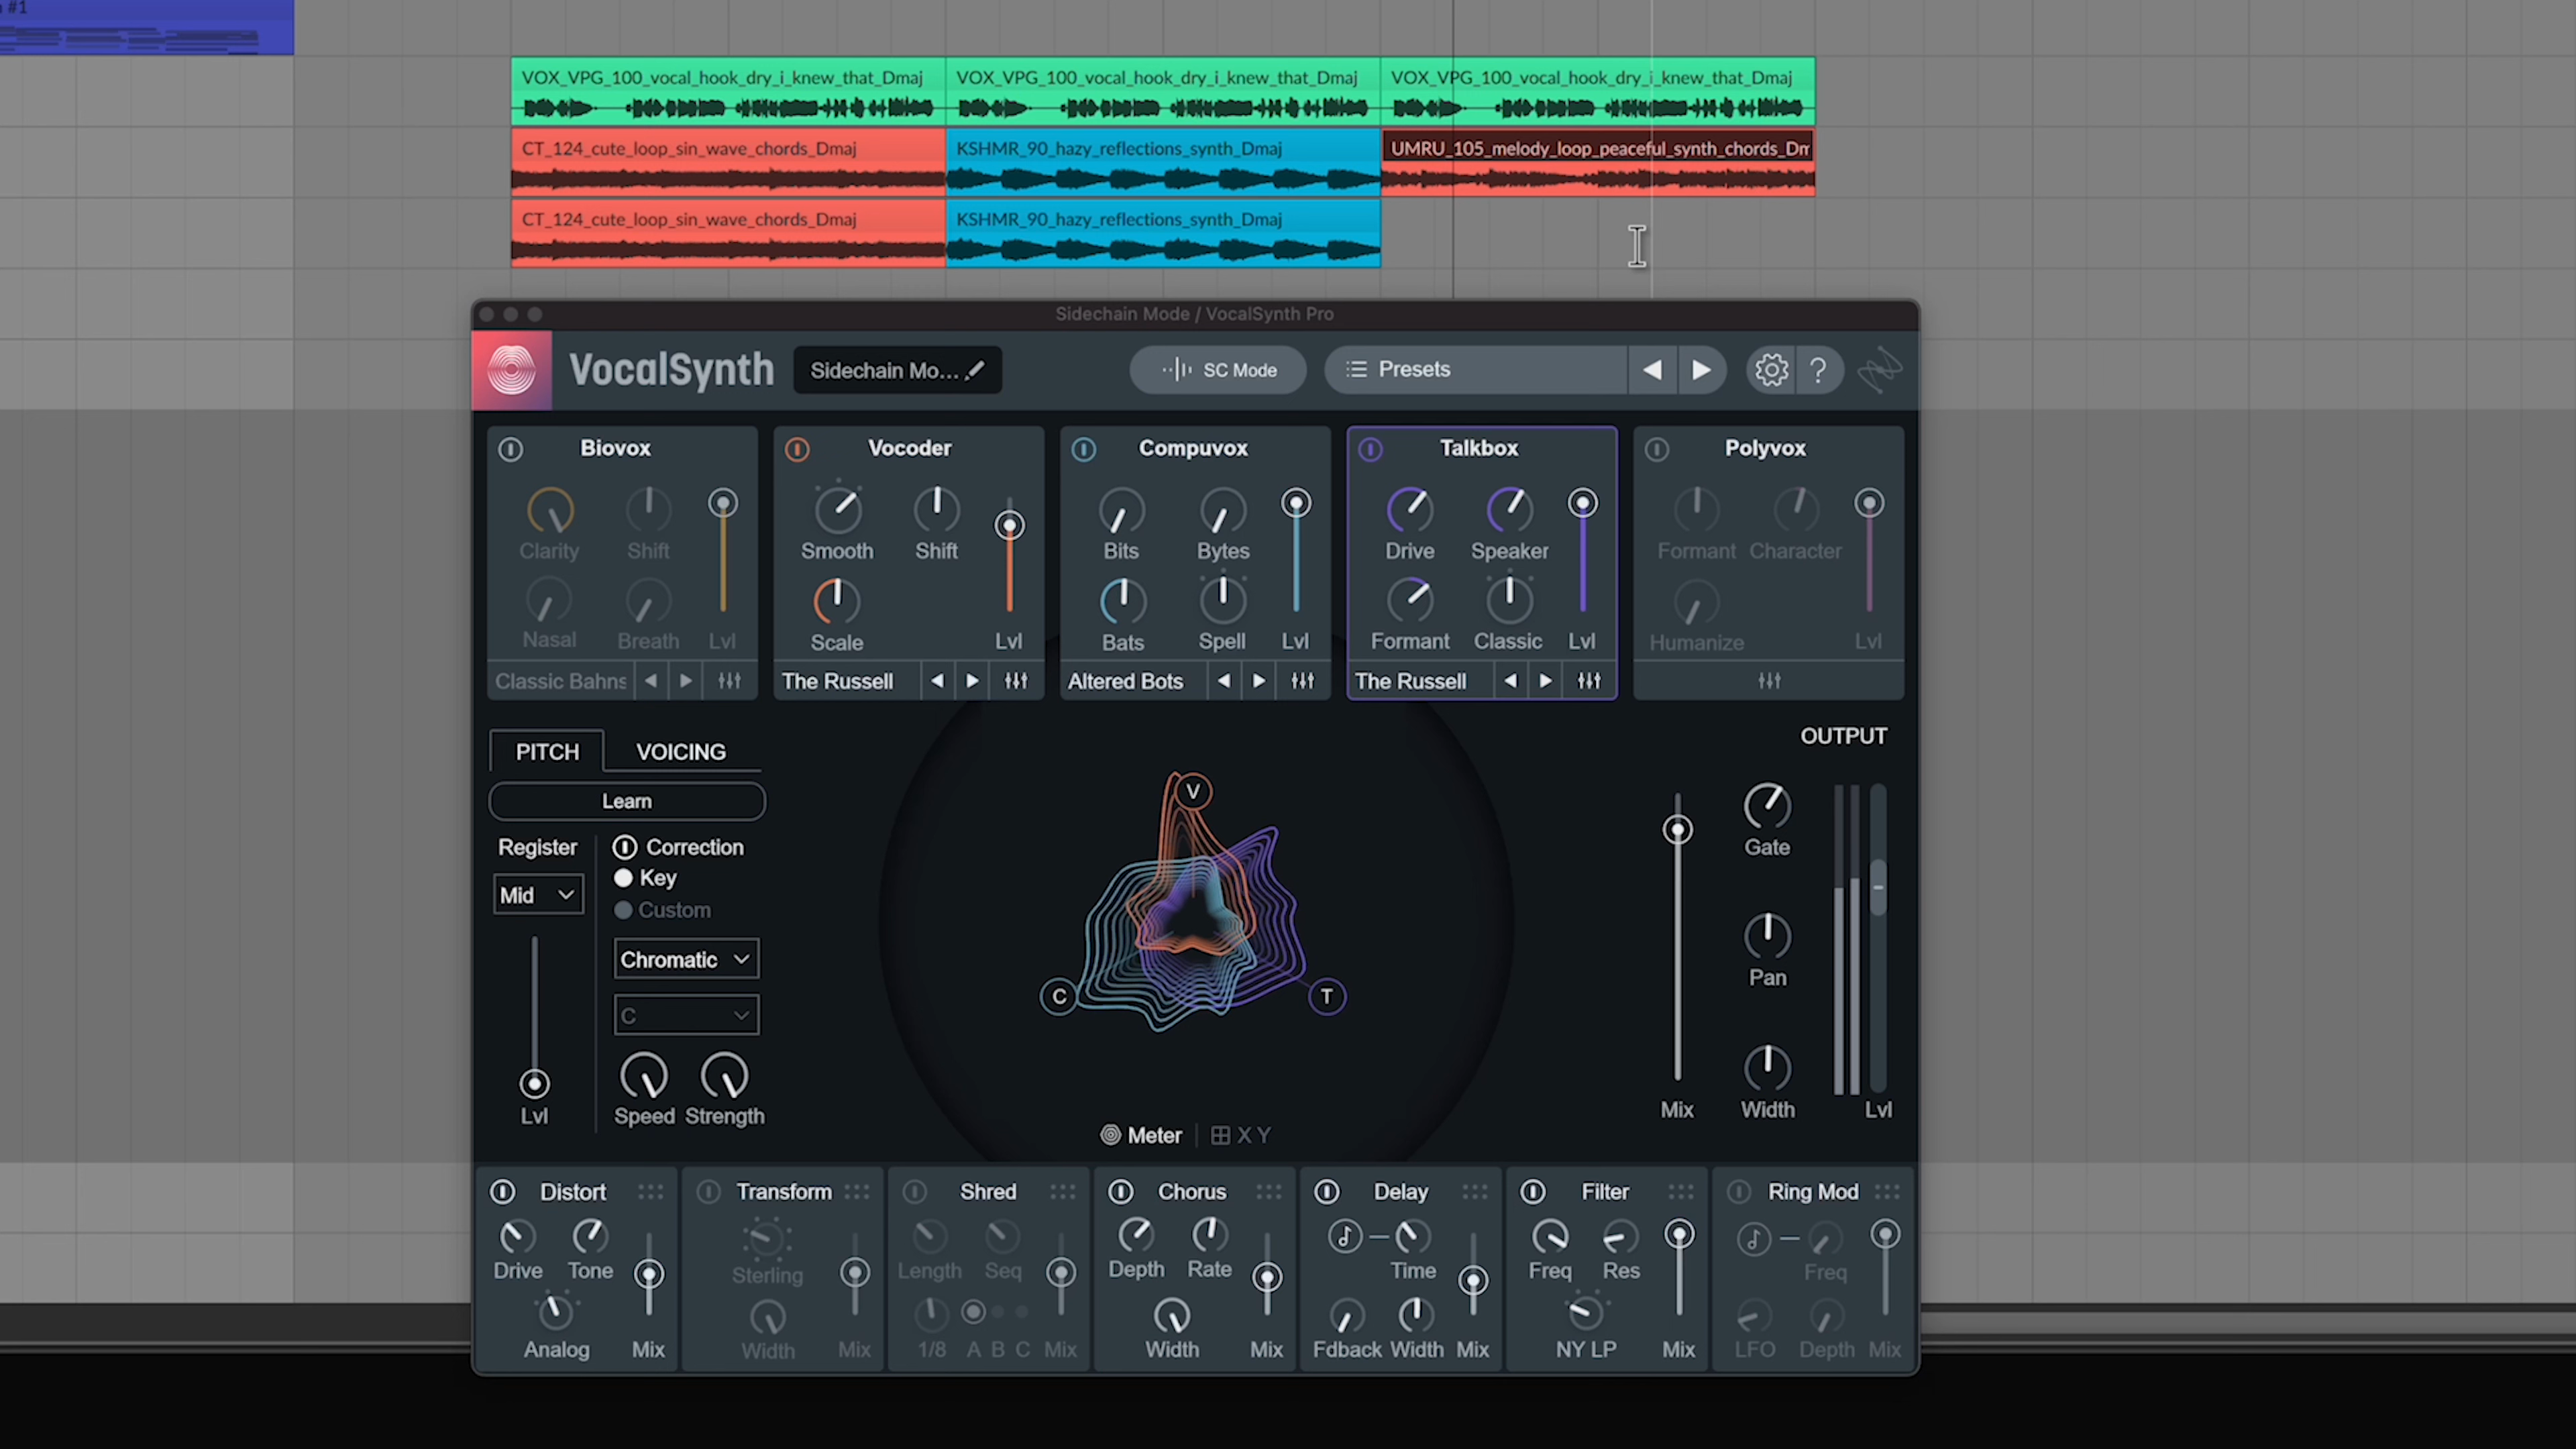 #1
VOX_VPG_100_vocal_hook_dry_i_knew_that_Dmaj
VOX_VPG_100_vocal_hook_dry_i_knew_that_Dmaj
VOX_VPG_100_vocal_hook_dry_i_knew_that_Dmaj
CT_124_cute_loop_sin_wave_chords_Dmaj
KSHMR_90_hazy_reflections_synth_Dmaj
UMRU_105_melody_loop_peaceful_synth_chords_Dm
CT_124_cute_loop_sin_wave_chords_Dmaj
KSHMR_90_hazy_reflections_synth_Dmaj
Sidechain Mode / VocalSynth Pro
VocalSynth
Sidechain Mo...
SC Mode
Presets
?
Biovox
Clarity Shift
Nasal Breath Lvl
Classic Bahns
Vocoder
Smooth Shift
Scale Lvl
The Russell
Compuvox
Bits Bytes
Bats Spell Lvl
Altered Bots
Talkbox
Drive Speaker
Formant Classic Lvl
The Russell
Polyvox
Formant Character
Humanize Lvl
PITCH VOICING
Learn
Register
Mid
Lvl
Correction
Key
Custom
Chromatic
C
Speed Strength
V
C
T
Meter X Y
OUTPUT
Gate
Pan
Mix Width Lvl
Distort
Drive Tone
Analog Mix
Transform
Sterling
Width Mix
Shred
Length Seq
1/8 A B C Mix
Chorus
Depth Rate
Width Mix
Delay
Time
Fdback Width Mix
Filter
Freq Res
NY LP Mix
Ring Mod
Freq
LFO Depth Mix